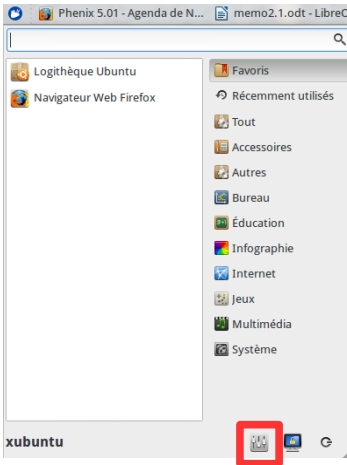 Phenix 5.01 - Agenda de N... memo2.1.odt - LibreO
Logithèque Ubuntu
Navigateur Web Firefox
Favoris
Récemment utilisés
Tout
Accessoires
Autres
Bureau
Éducation
Infographie
Internet
Jeux
Multimédia
Système
xubuntu